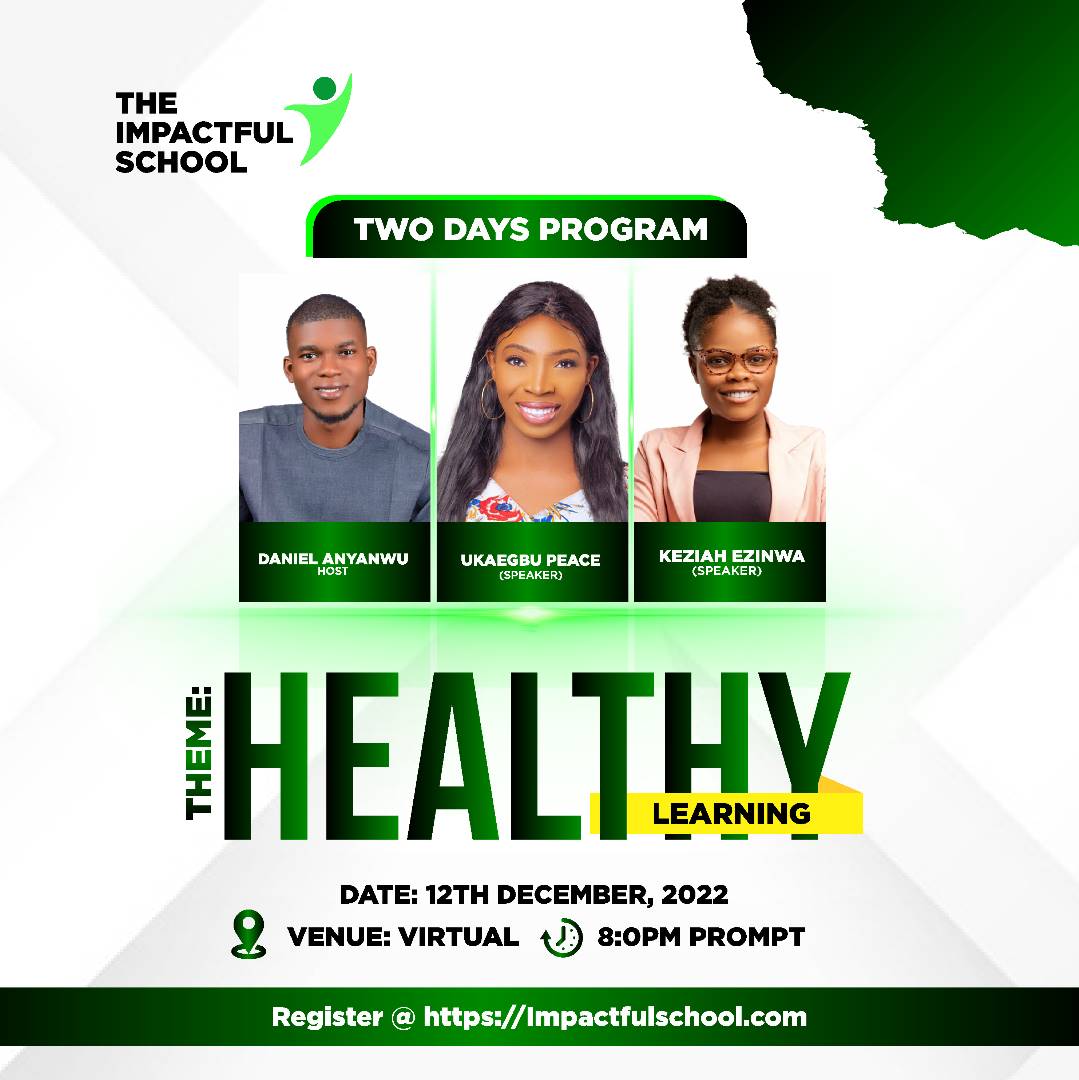 THE
IMPACTFUL
SCHOOL
TWO DAYS PROGRAM
DANIEL ANYANWU
HOST
UKAEGBU PEACE
(SPEAKER)
KEZIAH EZINWA
(SPEAKER)
THEME:
HEALTHY
LEARNING
DATE: 12TH DECEMBER, 2022
VENUE: VIRTUAL
8:0PM PROMPT
Register @ https://Impactfulschool.com